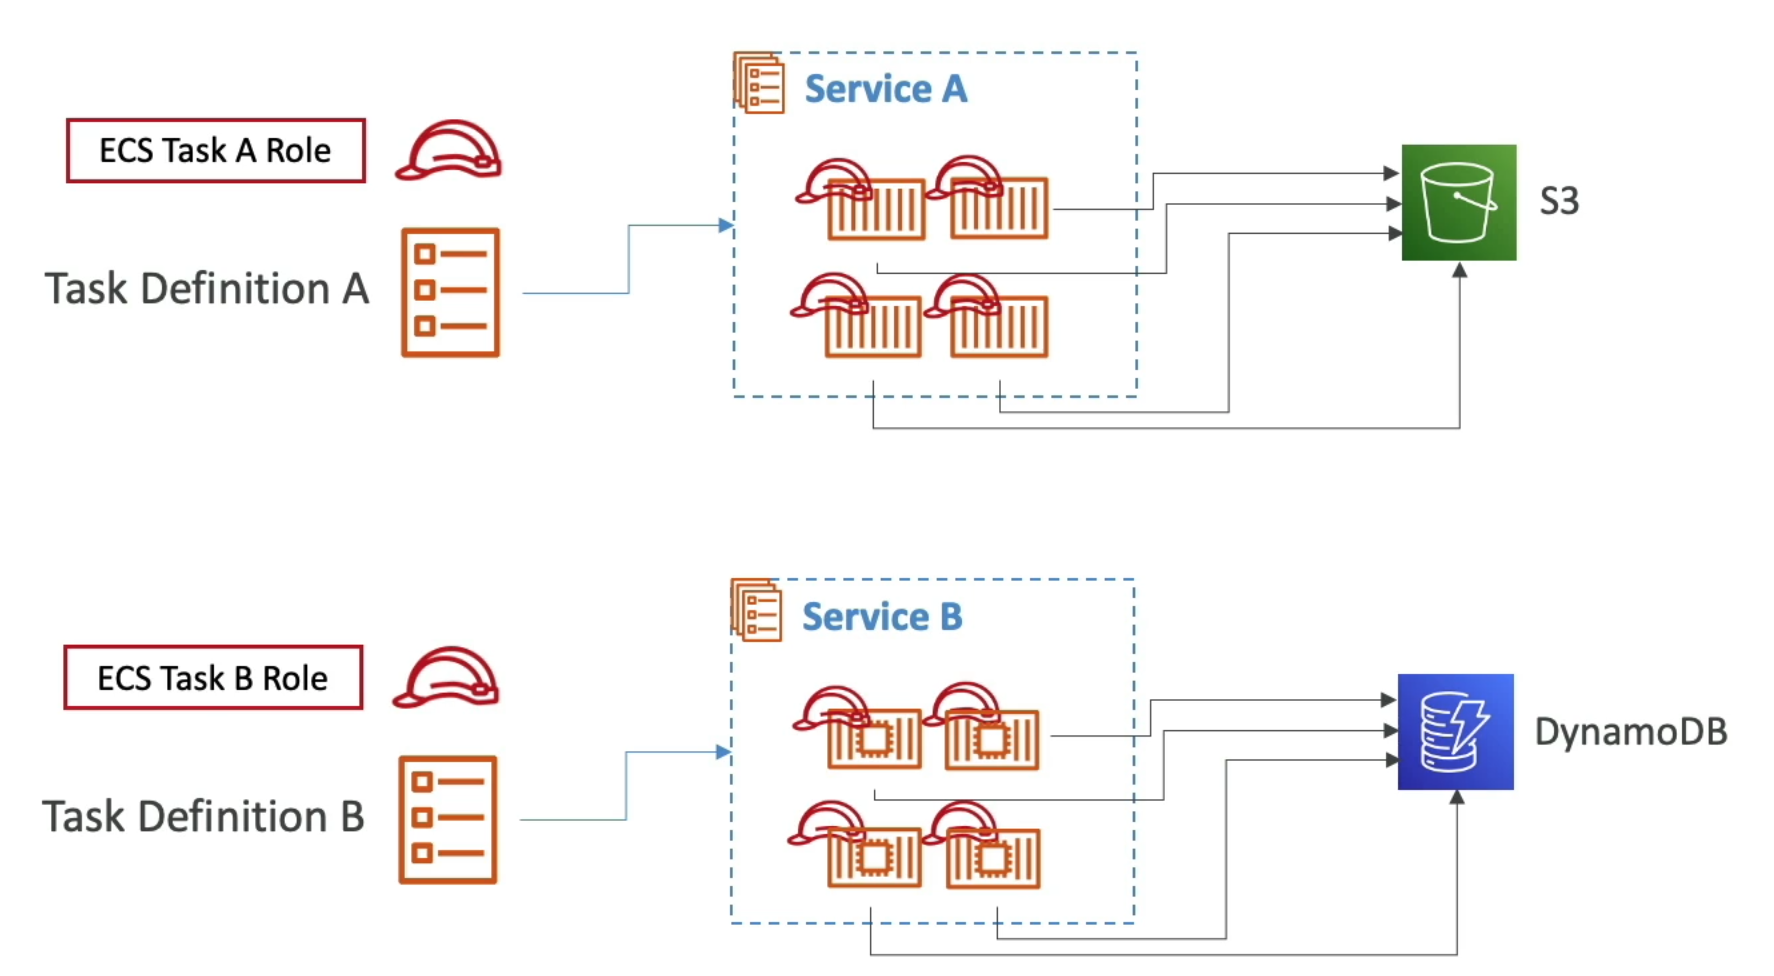 Service A
ECS Task A Role
S3
Task Definition A
Service B
ECS Task B Role
DynamoDB
Task Definition B